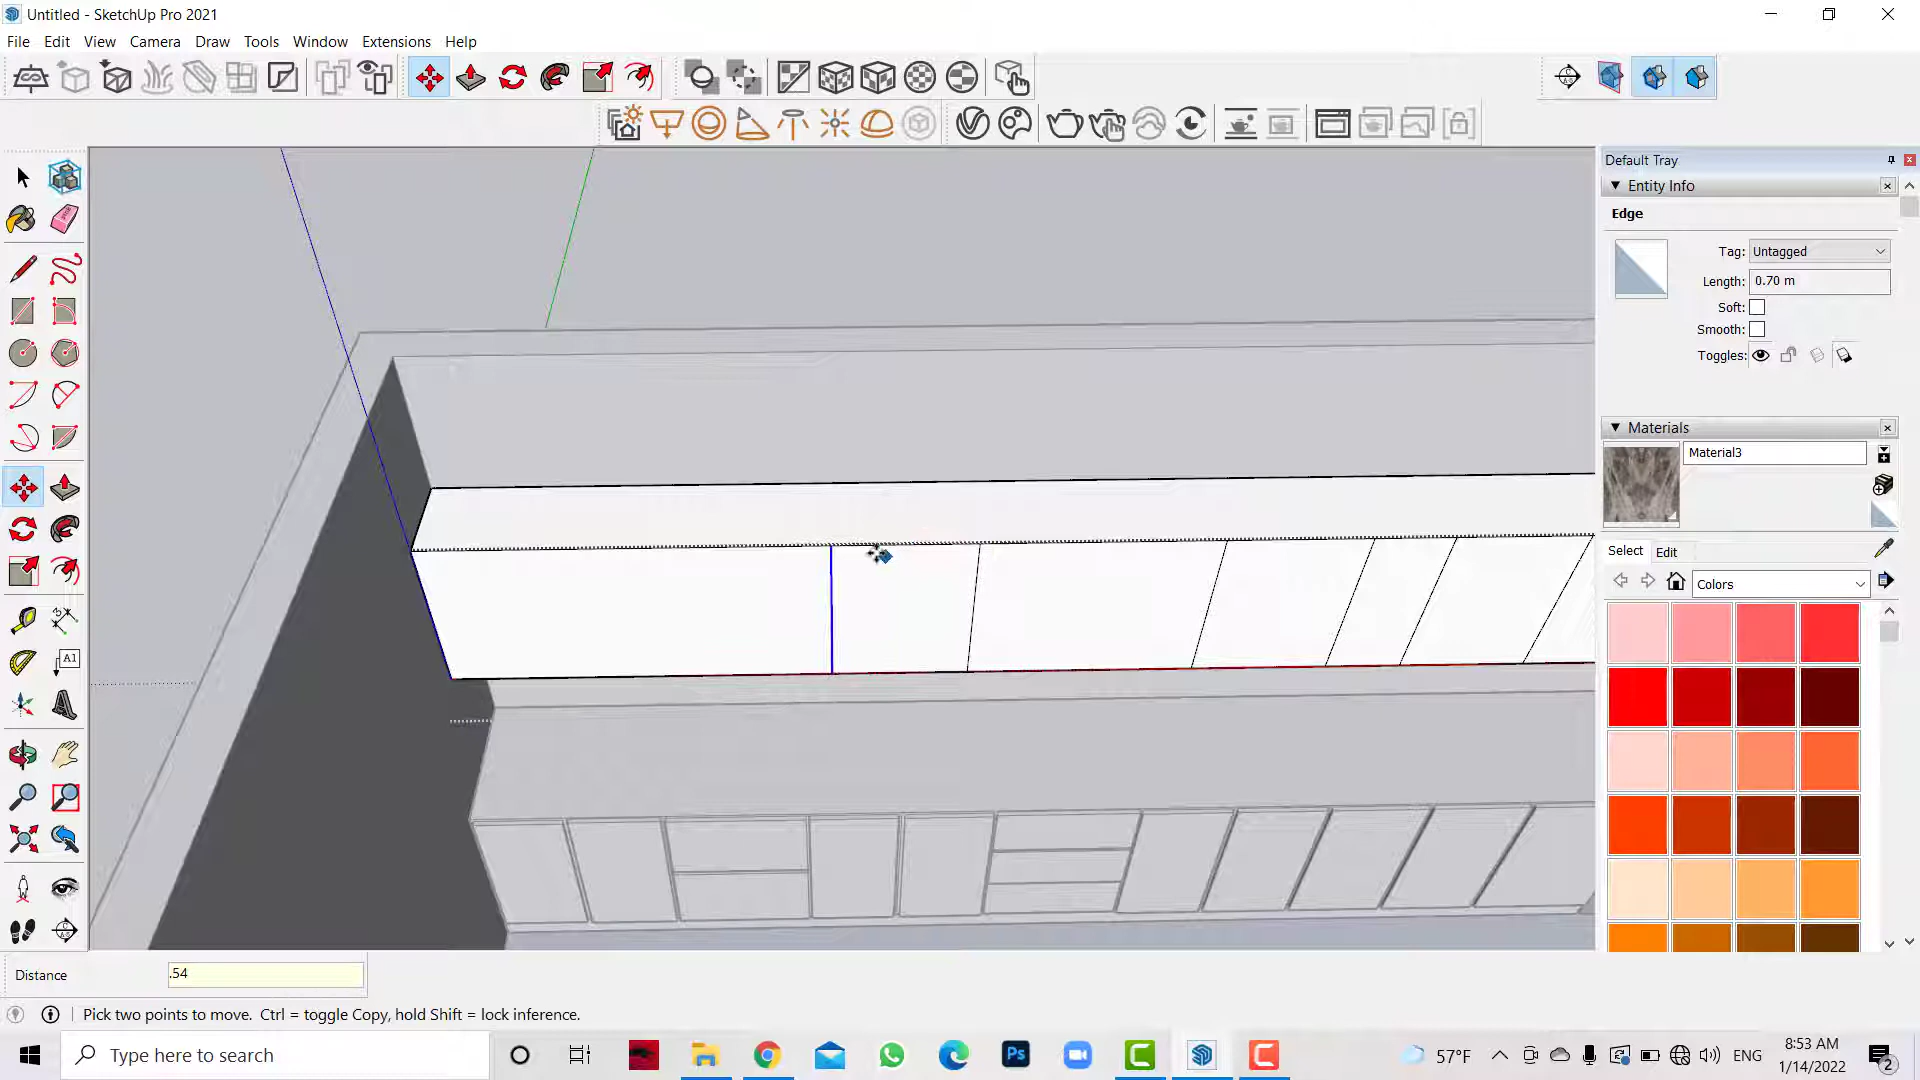 Untitled - SketchUp Pro 2021
File Edit View Camera Draw Tools Window Extensions Help
Default Tray
Entity Info
Edge
Tag: Untagged
Length: 0.70 m
Soft:
Smooth:
Toggles:
Materials
Material3
Select Edit
Colors
A1
Distance .54
Pick two points to move. Ctrl = toggle Copy, hold Shift = lock inference.
Type here to search
Ps
57°F
ENG
8:53 AM
1/14/2022
2